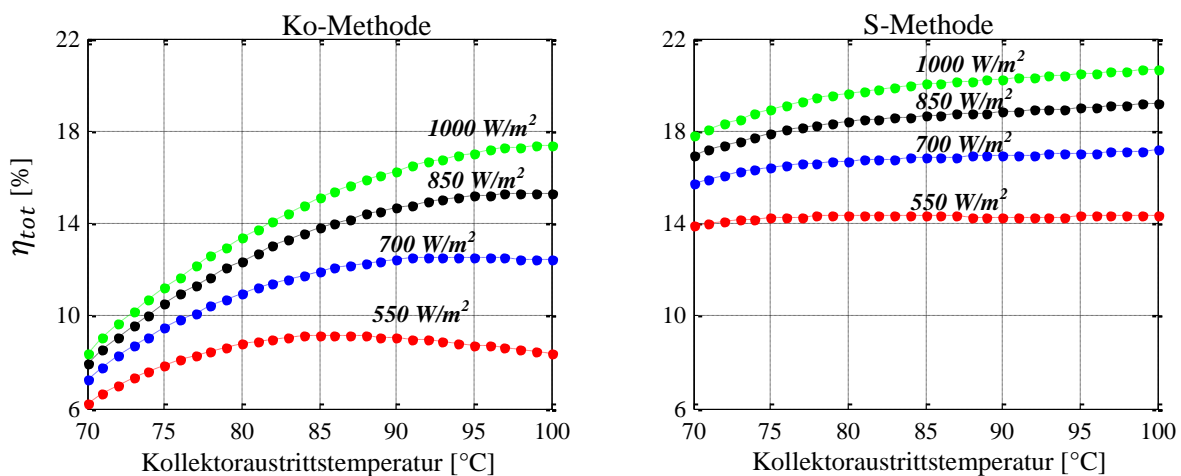 Ko-Methode
η_tot [%]
22
18
14
10
6
1000 W/m²
850 W/m²
700 W/m²
550 W/m²
70 75 80 85 90 95 100
Kollektoraustrittstemperatur [°C]
S-Methode
22
18
14
10
6
1000 W/m²
850 W/m²
700 W/m²
550 W/m²
70 75 80 85 90 95 100
Kollektoraustrittstemperatur [°C]